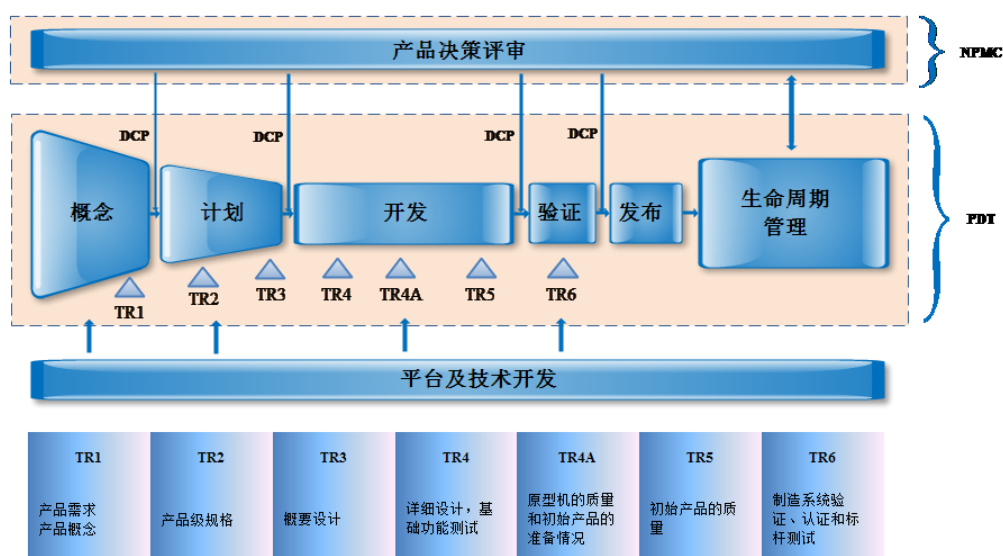 产品决策评审
NPMC
DCP
DCP
DCP
DCP
概念
计划
开发
验证
发布
生命周期
管理
PDT
TR1
TR2
TR3
TR4
TR4A
TR5
TR6
平台及技术开发
TR1
产品需求
产品概念
TR2
产品级规格
TR3
概要设计
TR4
详细设计，基
础功能测试
TR4A
原型机的质量
和初始产品的
准备情况
TR5
初始产品的质
量
TR6
制造系统验
证、认证和标
杆测试